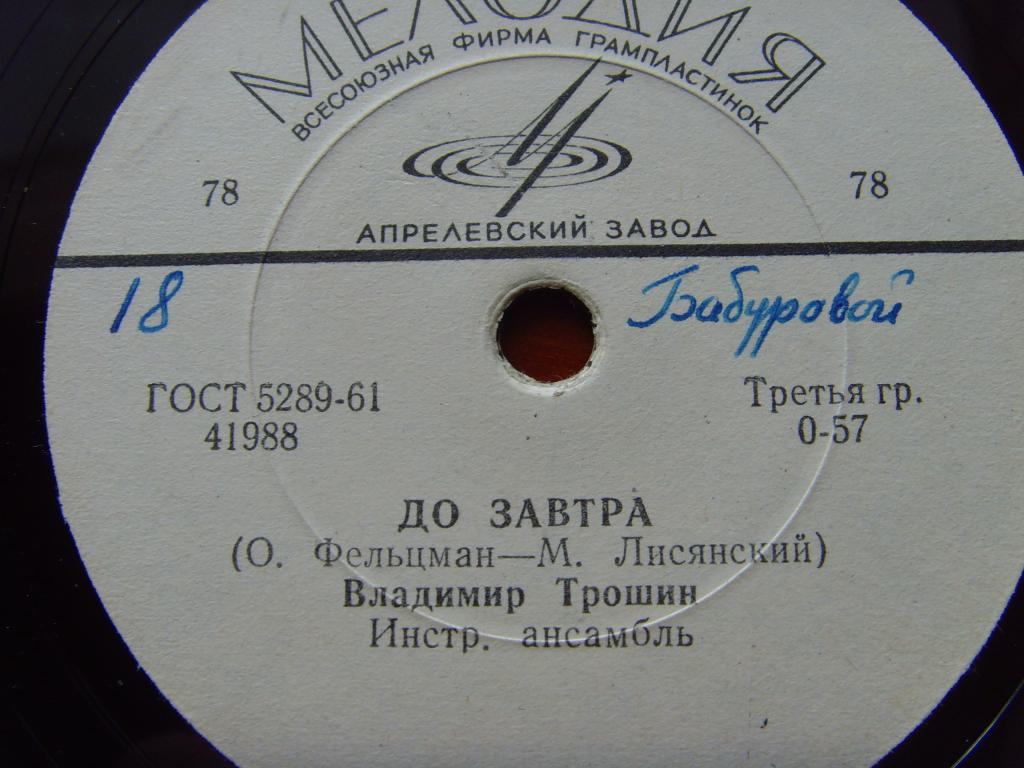 МЕЛОДИЯ
ВСЕСОЮЗНАЯ ФИРМА ГРАМПЛАСТИНОК
78 78
АПРЕЛЕВСКИЙ ЗАВОД
18 Бабуровой
ГОСТ 5289-61 Третья гр.
41988 0-57
ДО ЗАВТРА
(О. Фельцман—М. Лисянский)
Владимир Трошин
Инстр. ансамбль